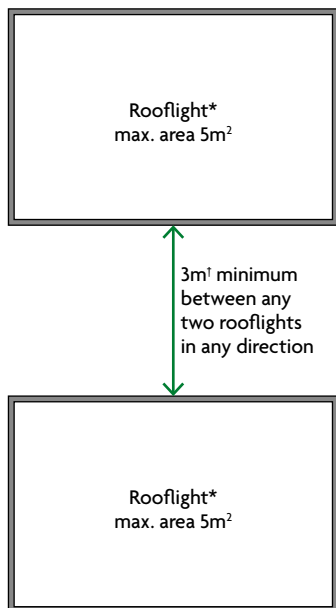 Rooflight*
max. area 5m²
3m† minimum
between any
two rooflights
in any direction
Rooflight*
max. area 5m²